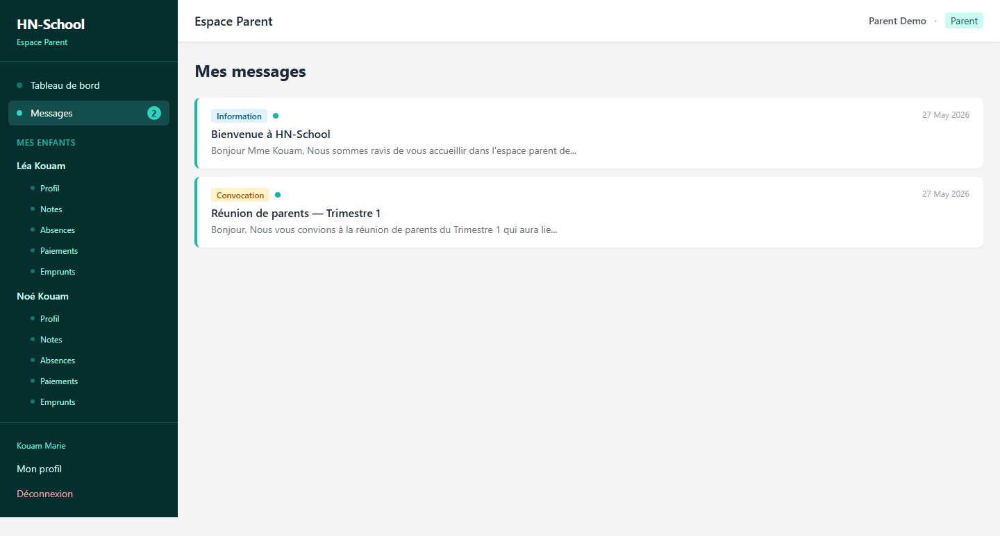 HN-School
Espace Parent
Tableau de bord
Messages 2
MES ENFANTS
Léa Kouam
Profil
Notes
Absences
Paiements
Emprunts
Noé Kouam
Profil
Notes
Absences
Paiements
Emprunts
Kouam Marie
Mon profil
Déconnexion
Espace Parent
Parent Demo · Parent
Mes messages
Information 27 May 2026
Bienvenue à HN-School
Bonjour Mme Kouam, Nous sommes ravis de vous accueillir dans l'espace parent de...
Convocation 27 May 2026
Réunion de parents — Trimestre 1
Bonjour, Nous vous convions à la réunion de parents du Trimestre 1 qui aura lie...